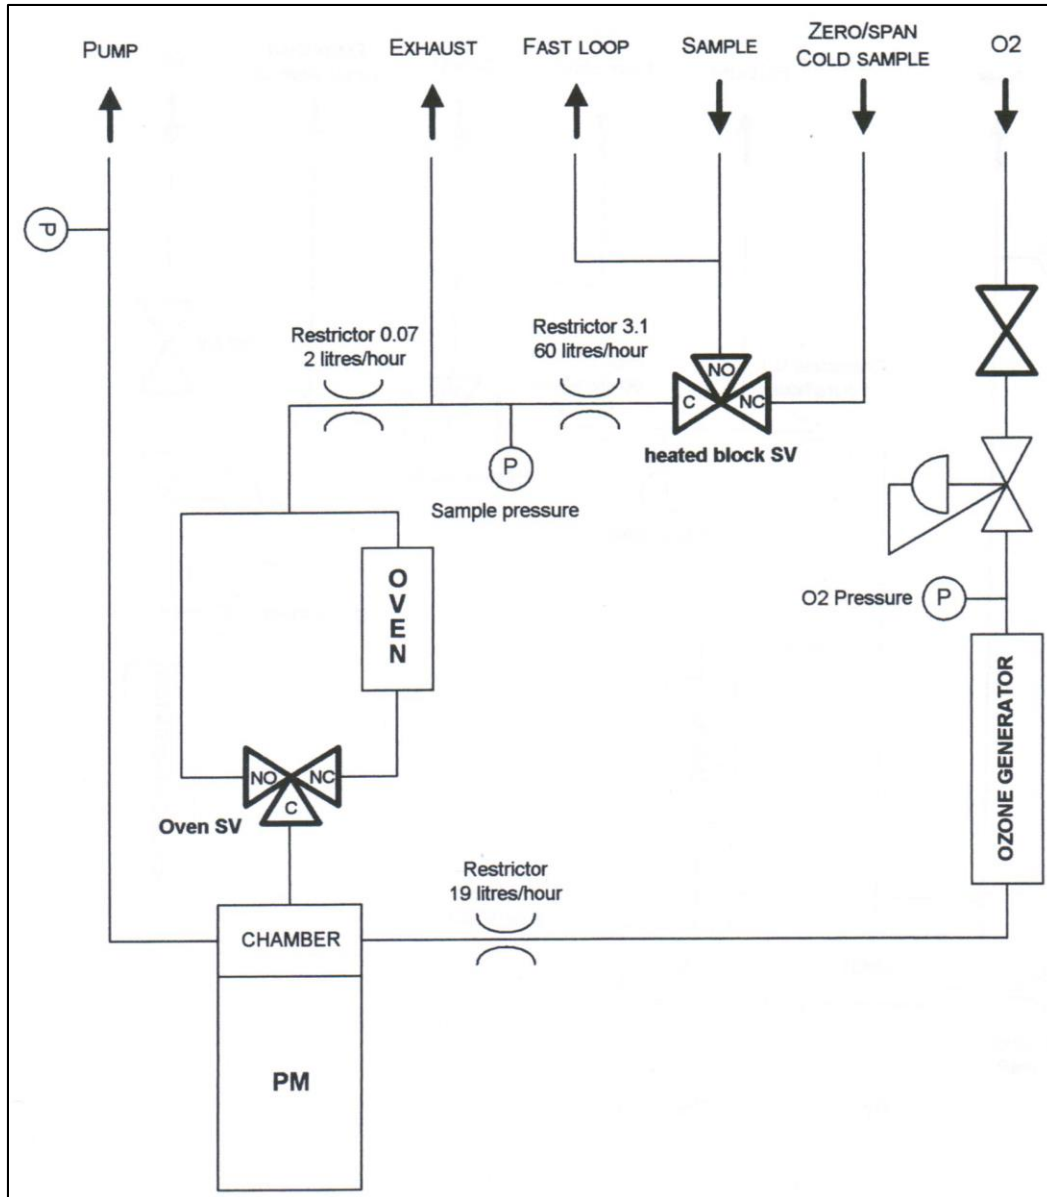 PUMP
EXHAUST
FAST LOOP
SAMPLE
ZERO/SPAN
COLD SAMPLE
O2
P
Restrictor 0.07
2 litres/hour
Restrictor 3.1
60 litres/hour
NO
C
NC
heated block SV
P
Sample pressure
OVEN
O2 Pressure
P
OZONE GENERATOR
NO
NC
C
Oven SV
Restrictor
19 litres/hour
CHAMBER
PM